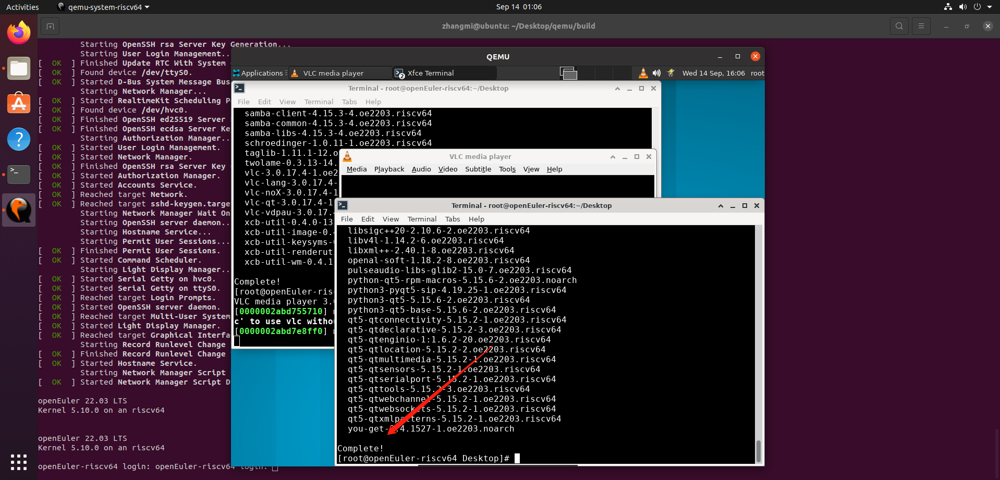 Activities
qemu-system-riscv64
Sep 14 01:06
zhangmi@ubuntu: ~/Desktop/qemu/build
Starting OpenSSH rsa Server Key Generation...
Starting User Login Management..
[ OK ] Finished Update RTC With System
[ OK ] Found device /dev/ttyS0.
[ OK ] Started D-Bus System Message Bus
Starting Network Manager...
[ OK ] Started RealtimeKit Scheduling P
[ OK ] Found device /dev/hvc0.
[ OK ] Finished OpenSSH ed25519 Server
[ OK ] Finished OpenSSH ecdsa Server Ke
Starting Authorization Manager..
[ OK ] Started User Login Management.
[ OK ] Started Network Manager.
[ OK ] Finished OpenSSH rsa Server Key
[ OK ] Started Authorization Manager.
[ OK ] Started Accounts Service.
[ OK ] Reached target Network.
[ OK ] Reached target sshd-keygen.targe
Starting Network Manager Wait On
Starting OpenSSH server daemon..
Starting Hostname Service...
Starting Permit User Sessions...
[ OK ] Finished Permit User Sessions.
[ OK ] Started Command Scheduler.
Starting Light Display Manager..
[ OK ] Started Serial Getty on hvc0.
[ OK ] Started Serial Getty on ttyS0.
[ OK ] Reached target Login Prompts.
[ OK ] Started OpenSSH server daemon.
[ OK ] Reached target Multi-User System
[ OK ] Started Light Display Manager.
[ OK ] Reached target Graphical Interfa
Starting Record Runlevel Change
[ OK ] Finished Record Runlevel Change
[ OK ] Started Hostname Service.
Starting Network Manager Script
[ OK ] Started Network Manager Script D
openEuler 22.03 LTS
Kernel 5.10.0 on an riscv64
openEuler 22.03 LTS
Kernel 5.10.0 on an riscv64
openEuler-riscv64 login: openEuler-riscv64 login:
QEMU
Applications
VLC media player
2 Xfce Terminal
Wed 14 Sep, 16:06 root
Terminal - root@openEuler-riscv64:~/Desktop
File Edit View Terminal Tabs Help
samba-client-4.15.3-4.oe2203.riscv64
samba-common-4.15.3-4.oe2203.riscv64
samba-libs-4.15.3-4.oe2203.riscv64
schroedinger-1.0.11-1.oe2203.riscv64
taglib-1.11.1-12.o
twolame-0.3.13-14.
vlc-3.0.17.4-1.oe2
vlc-lang-3.0.17.4-
vlc-noX-3.0.17.4-1
vlc-qt-3.0.17.4-1
vlc-vdpau-3.0.17.
xcb-util-0.4.0-13
xcb-util-image-0.
xcb-util-keysyms-
xcb-util-renderut
xcb-util-wm-0.4.1
Complete!
[root@openEuler-ris
VLC media player 3.
[0000002abd755710]
c' to use vlc withou
[0000002abd7e8ff0]
VLC media player
Media Playback Audio Video Subtitle Tools View Help
Terminal - root@openEuler-riscv64:~/Desktop
File Edit View Terminal Tabs Help
libsigc++20-2.10.6-2.oe2203.riscv64
libv4l-1.14.2-6.oe2203.riscv64
libxml++-2.40.1-8.oe2203.riscv64
openal-soft-1.18.2-8.oe2203.riscv64
pulseaudio-libs-glib2-15.0-7.oe2203.riscv64
python-qt5-rpm-macros-5.15.6-2.oe2203.noarch
python3-pyqt5-sip-4.19.25-1.oe2203.riscv64
python3-qt5-5.15.6-2.oe2203.riscv64
python3-qt5-base-5.15.6-2.oe2203.riscv64
qt5-qtconnectivity-5.15.2-1.oe2203.riscv64
qt5-qtdeclarative-5.15.2-3.oe2203.riscv64
qt5-qtenginio-1:1.6.2-20.oe2203.riscv64
qt5-qtlocation-5.15.2-2.oe2203.riscv64
qt5-qtmultimedia-5.15.2-1.oe2203.riscv64
qt5-qtsensors-5.15.2-1.oe2203.riscv64
qt5-qtserialport-5.15.2-1.oe2203.riscv64
qt5-qttools-5.15.2-3.oe2203.riscv64
qt5-qtwebchannel-5.15.2-1.oe2203.riscv64
qt5-qtwebsockets-5.15.2-1.oe2203.riscv64
qt5-qtxmlpatterns-5.15.2-1.oe2203.riscv64
you-get-0.4.1527-1.oe2203.noarch
Complete!
[root@openEuler-riscv64 Desktop]#